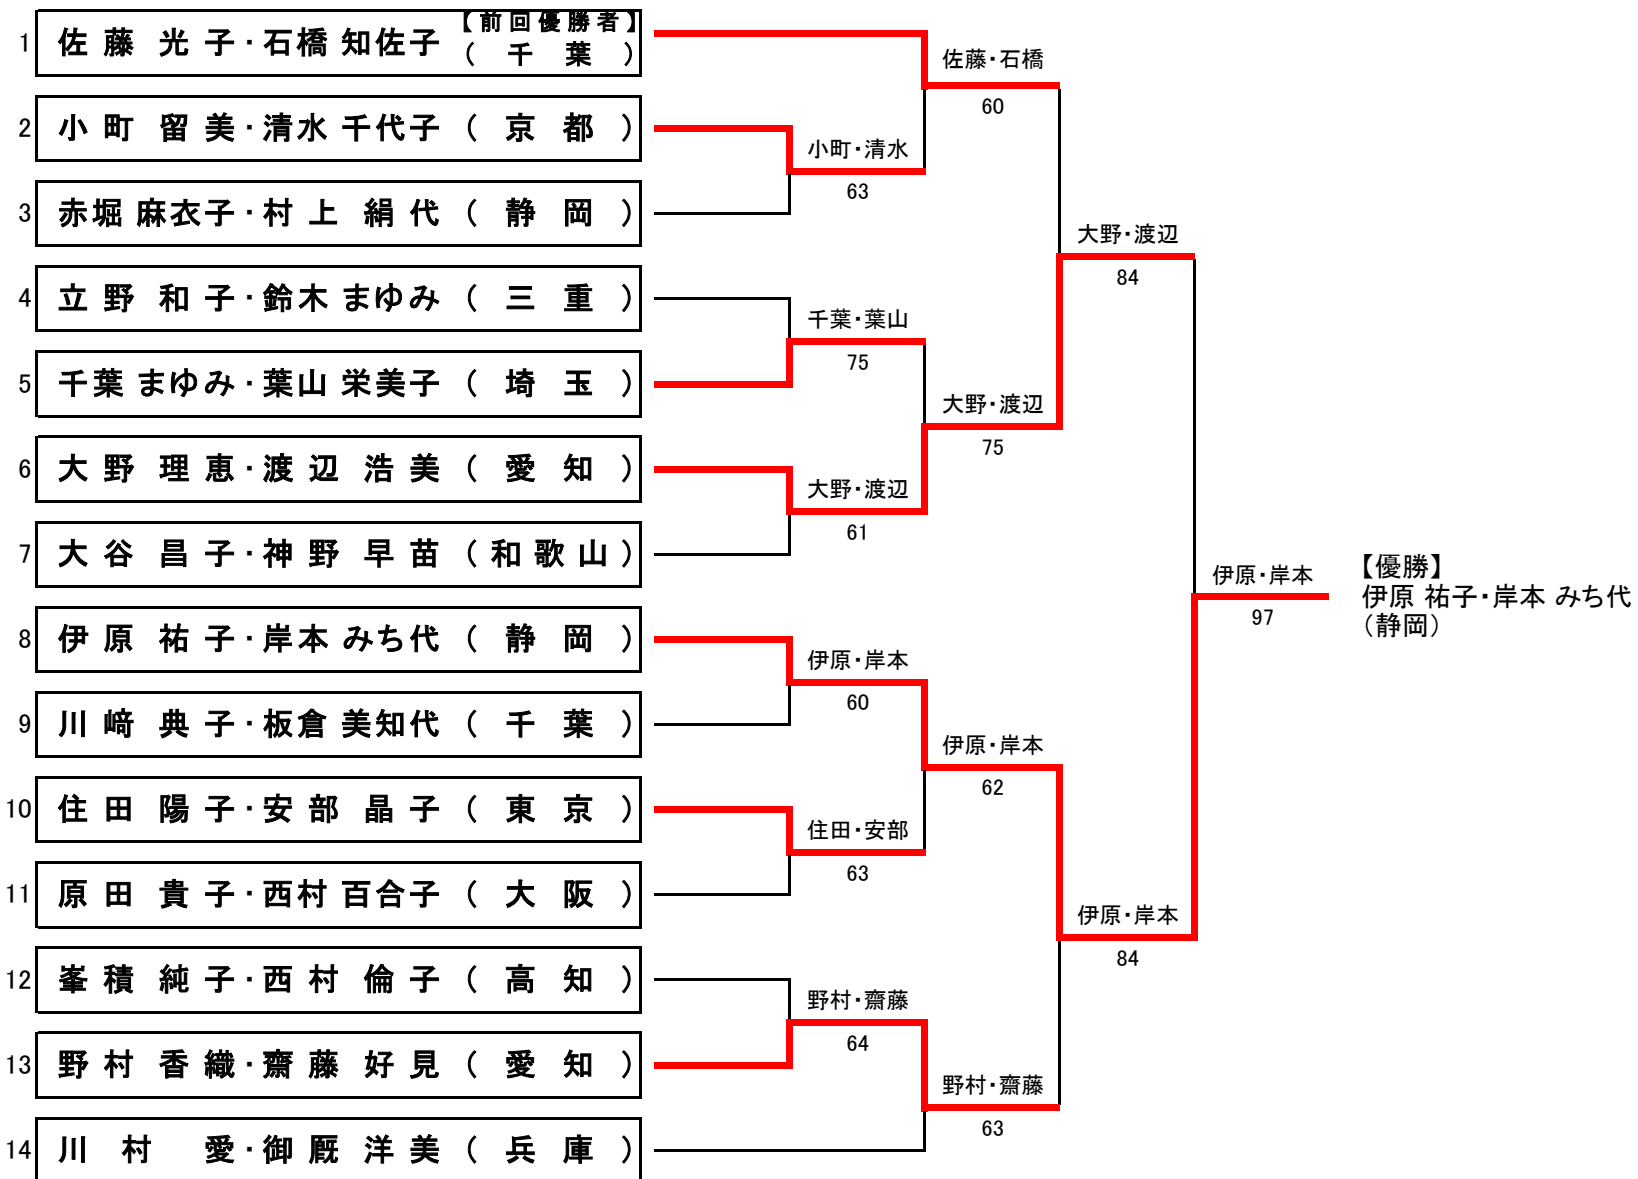 1 佐藤 光子・石橋 知佐子 【前回優勝者】(千葉)
2 小町 留美・清水 千代子 (京都)
3 赤堀 麻衣子・村上 絹代 (静岡)
4 立野 和子・鈴木 まゆみ (三重)
5 千葉 まゆみ・葉山 栄美子 (埼玉)
6 大野 理恵・渡辺 浩美 (愛知)
7 大谷 昌子・神野 早苗 (和歌山)
8 伊原 祐子・岸本 みち代 (静岡)
9 川﨑 典子・板倉 美知代 (千葉)
10 住田 陽子・安部 晶子 (東京)
11 原田 貴子・西村 百合子 (大阪)
12 峯積 純子・西村 倫子 (高知)
13 野村 香織・齋藤 好見 (愛知)
14 川村 愛・御厩 洋美 (兵庫)
小町・清水
63
千葉・葉山
75
大野・渡辺
61
伊原・岸本
60
住田・安部
63
野村・齋藤
64
佐藤・石橋
60
大野・渡辺
75
伊原・岸本
62
野村・齋藤
63
大野・渡辺
84
伊原・岸本
84
伊原・岸本
97
【優勝】
伊原 祐子・岸本 みち代
(静岡)